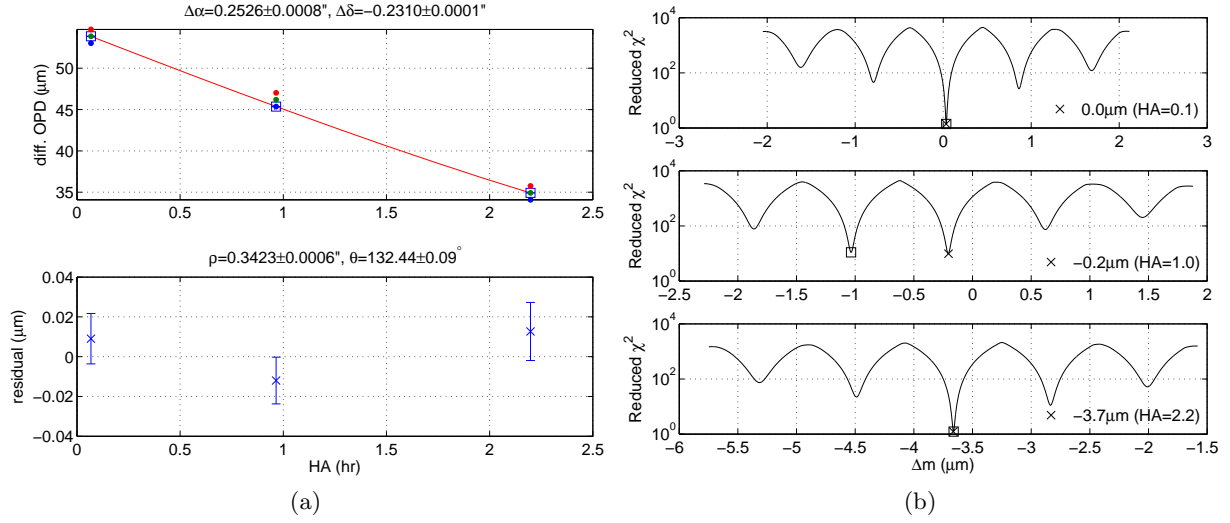 Δα=0.2526±0.0008", Δδ=−0.2310±0.0001"
diff. OPD (μm)
50
45
40
35
0 0.5 1 1.5 2 2.5
ρ=0.3423±0.0006", θ=132.44±0.09°
residual (μm)
0.04
0.02
0
−0.02
−0.04
0 0.5 1 1.5 2 2.5
HA (hr)
(a)
Reduced χ²
10⁴
10²
10⁰
0.0μm (HA=0.1)
−3 −2 −1 0 1 2 3
Reduced χ²
10⁴
10²
10⁰
−0.2μm (HA=1.0)
−2.5 −2 −1.5 −1 −0.5 0 0.5 1 1.5 2
Reduced χ²
10⁴
10²
10⁰
−3.7μm (HA=2.2)
−6 −5.5 −5 −4.5 −4 −3.5 −3 −2.5 −2 −1.5
Δm (μm)
(b)